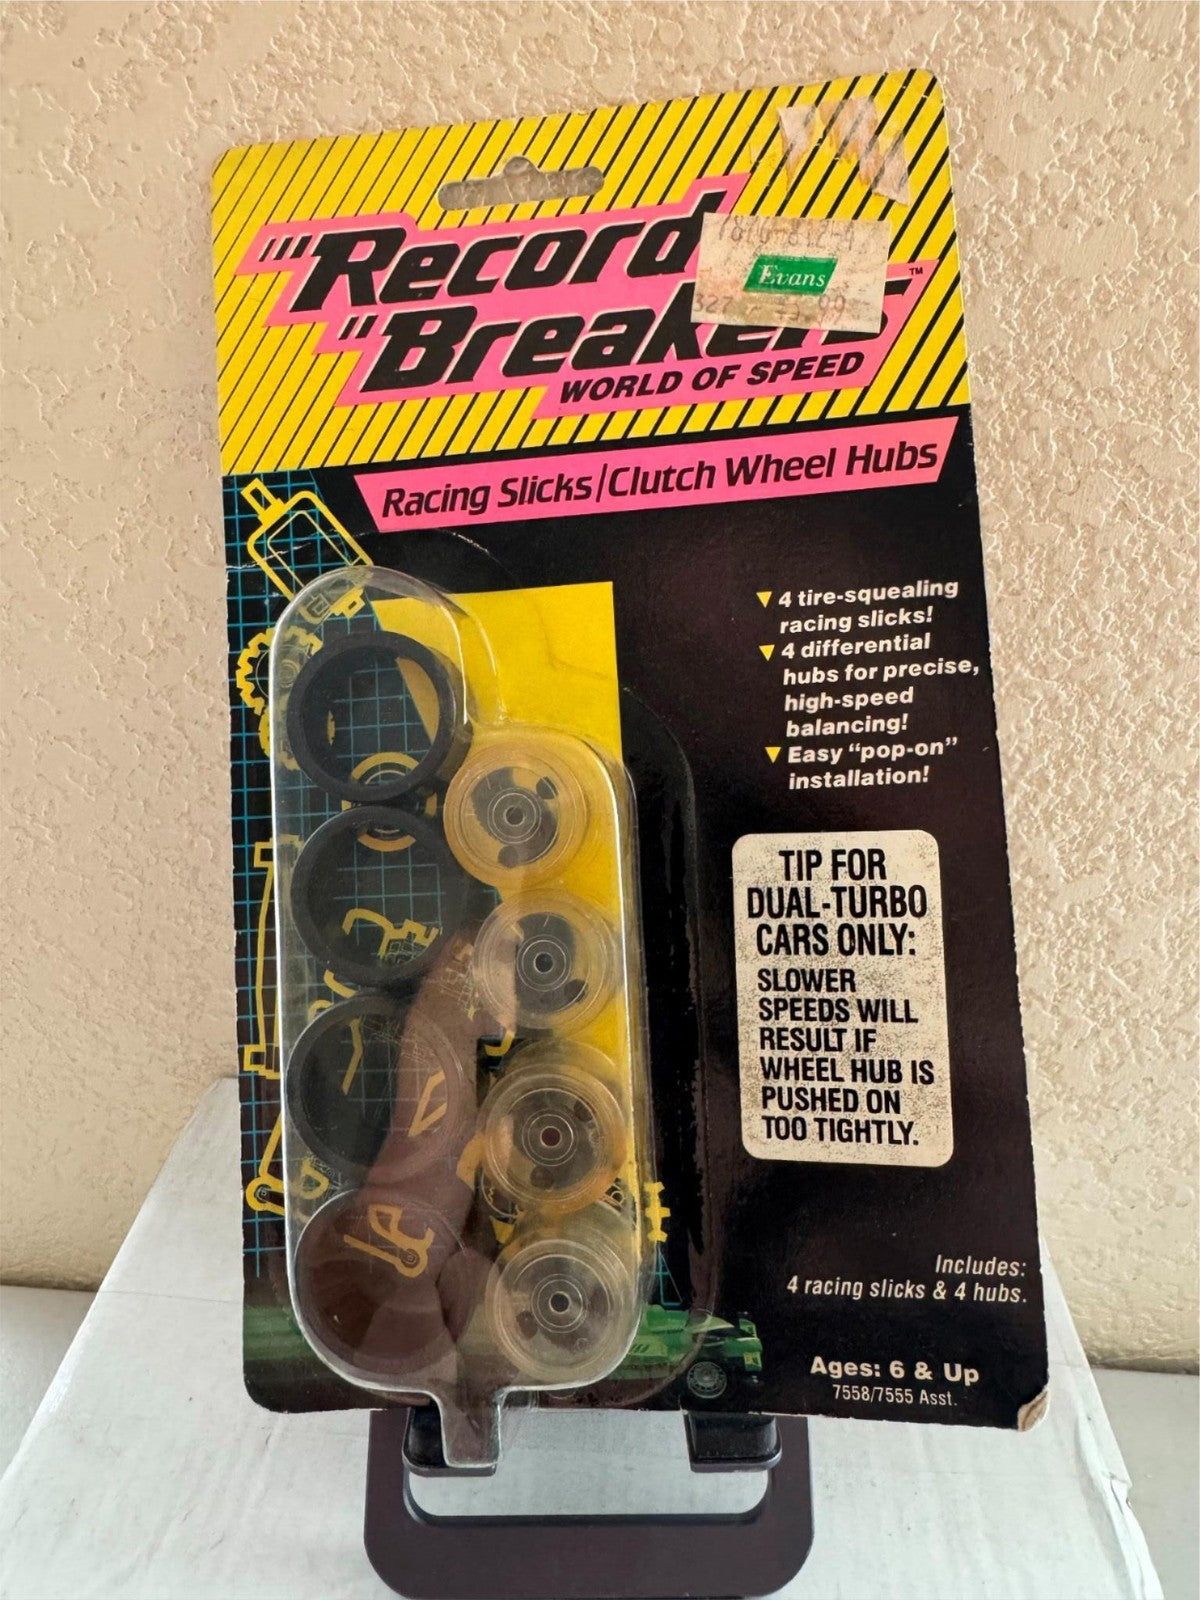 Record
Breakers™
WORLD OF SPEED
Evans
327
Racing Slicks/Clutch Wheel Hubs
4 tire-squealing
racing slicks!
4 differential
hubs for precise,
high-speed
balancing!
Easy "pop-on"
installation!
TIP FOR
DUAL-TURBO
CARS ONLY:
SLOWER
SPEEDS WILL
RESULT IF
WHEEL HUB IS
PUSHED ON
TOO TIGHTLY.
Includes:
4 racing slicks & 4 hubs.
Ages: 6 & Up
7558/7555 Asst.